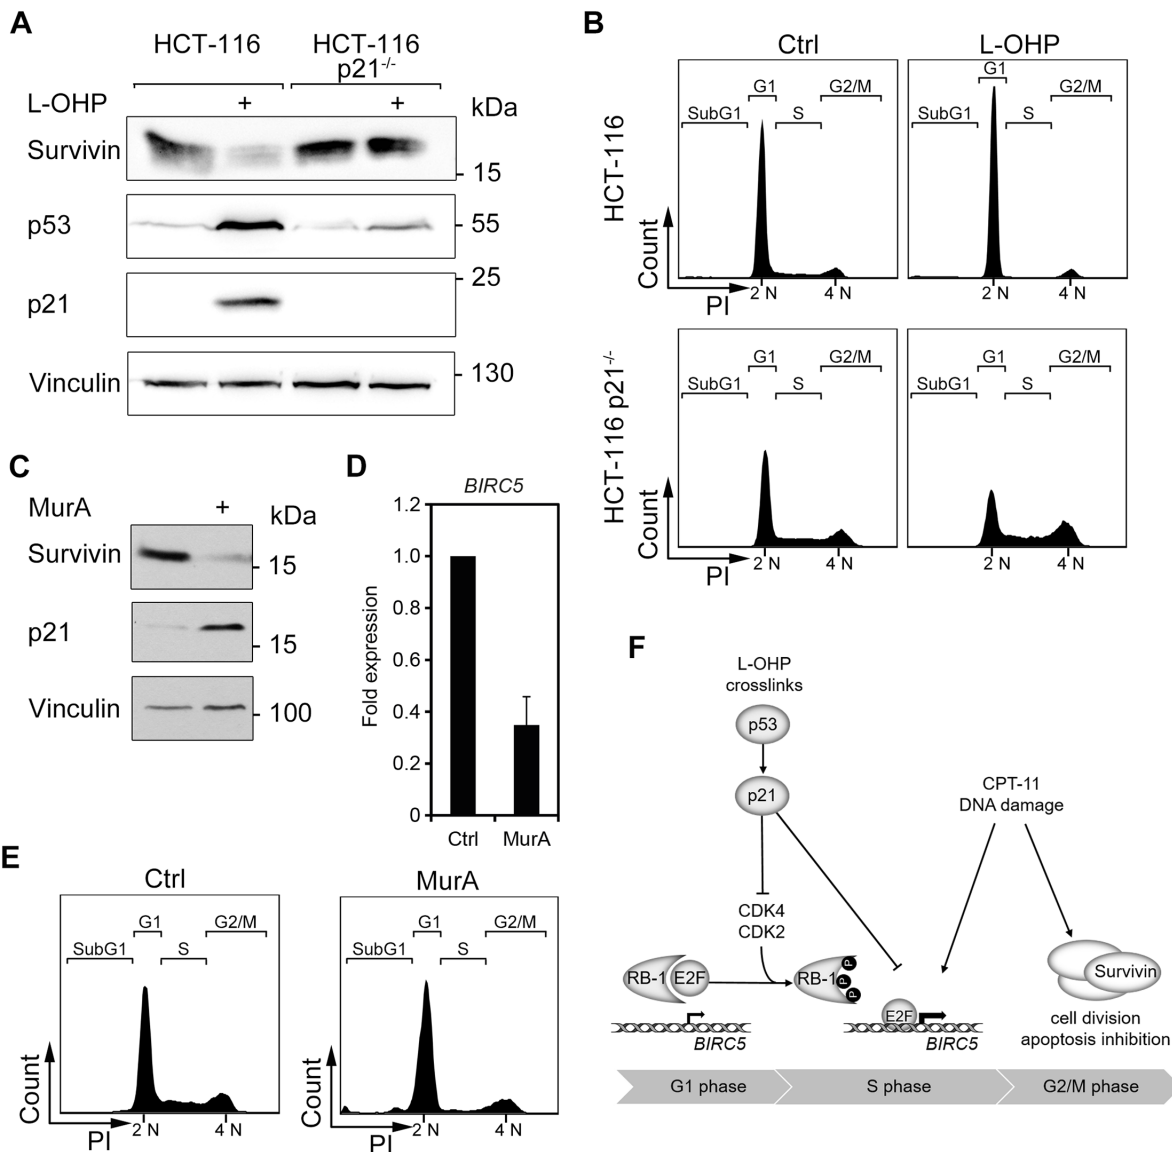 A
HCT-116
HCT-116
p21-/-
L-OHP + + kDa
Survivin
15
p53
55
p21
25
Vinculin
130
B
Ctrl
L-OHP
HCT-116
Count
SubG1
G1
S
G2/M
2 N
4 N
PI
SubG1
G1
S
G2/M
2 N
4 N
HCT-116 p21-/-
Count
SubG1
G1
S
G2/M
2 N
4 N
PI
SubG1
G1
S
G2/M
2 N
4 N
C
MurA + kDa
Survivin
15
p21
15
Vinculin
100
D
BIRC5
Fold expression
1.2
1.0
0.8
0.6
0.4
0.2
0
Ctrl
MurA
E
Ctrl
Count
SubG1
G1
S
G2/M
2 N
4 N
PI
MurA
Count
SubG1
G1
S
G2/M
2 N
4 N
PI
F
L-OHP
crosslinks
p53
p21
CPT-11
DNA damage
CDK4
CDK2
RB-1
E2F
RB-1
P
P
P
Survivin
E2F
BIRC5
BIRC5
cell division
apoptosis inhibition
G1 phase
S phase
G2/M phase